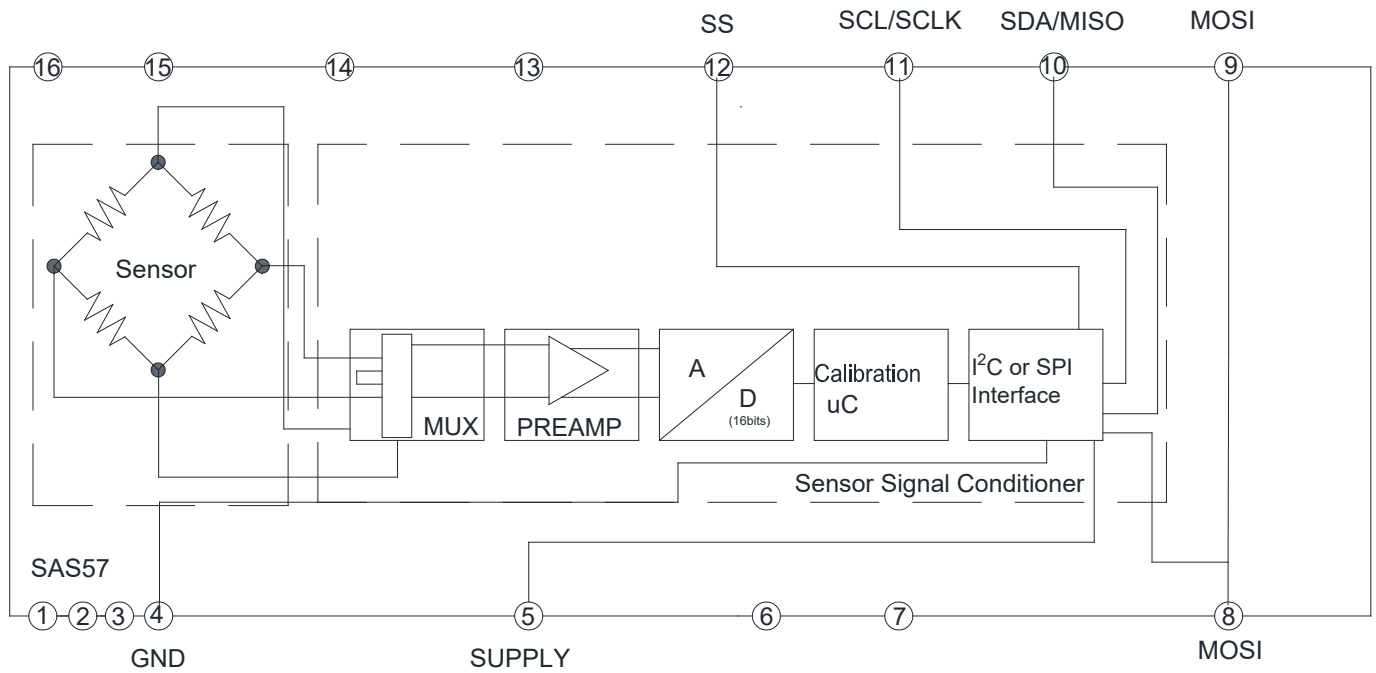 SS
SCL/SCLK
SDA/MISO
MOSI
16
15
14
13
12
11
10
9
Sensor
MUX
PREAMP
A
D
(16bits)
Calibration
uC
I²C or SPI
Interface
Sensor Signal Conditioner
SAS57
1
2
3
4
5
6
7
8
GND
SUPPLY
MOSI